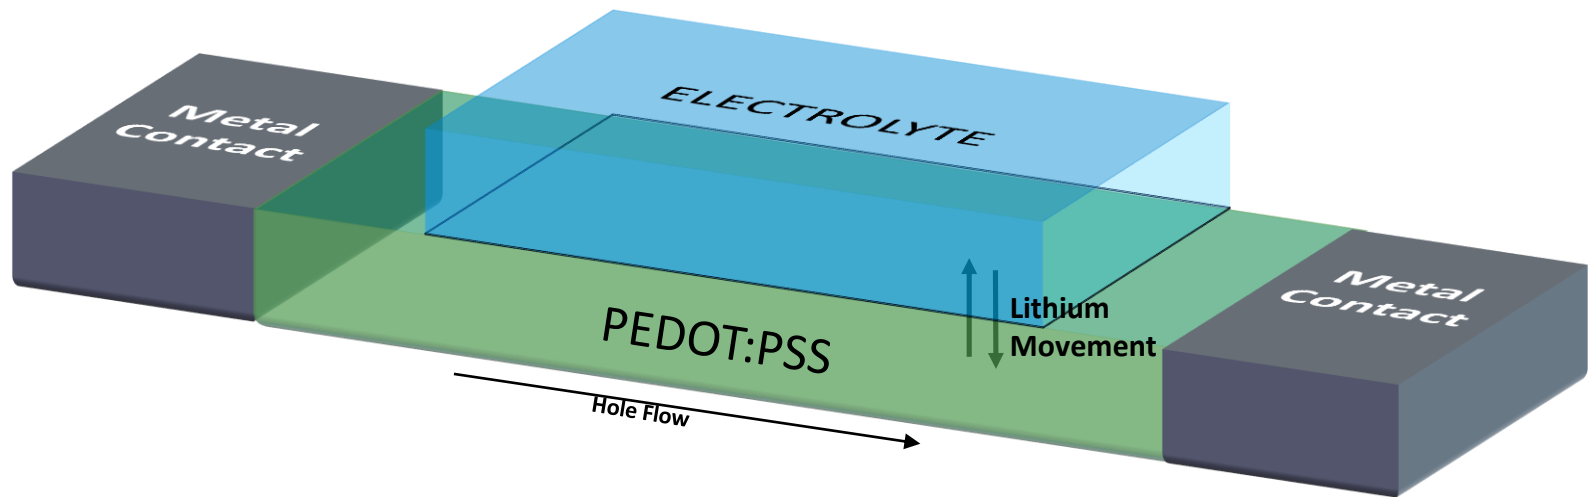 Metal
Contact
ELECTROLYTE
PEDOT:PSS
Hole Flow
Lithium
Movement
Metal
Contact